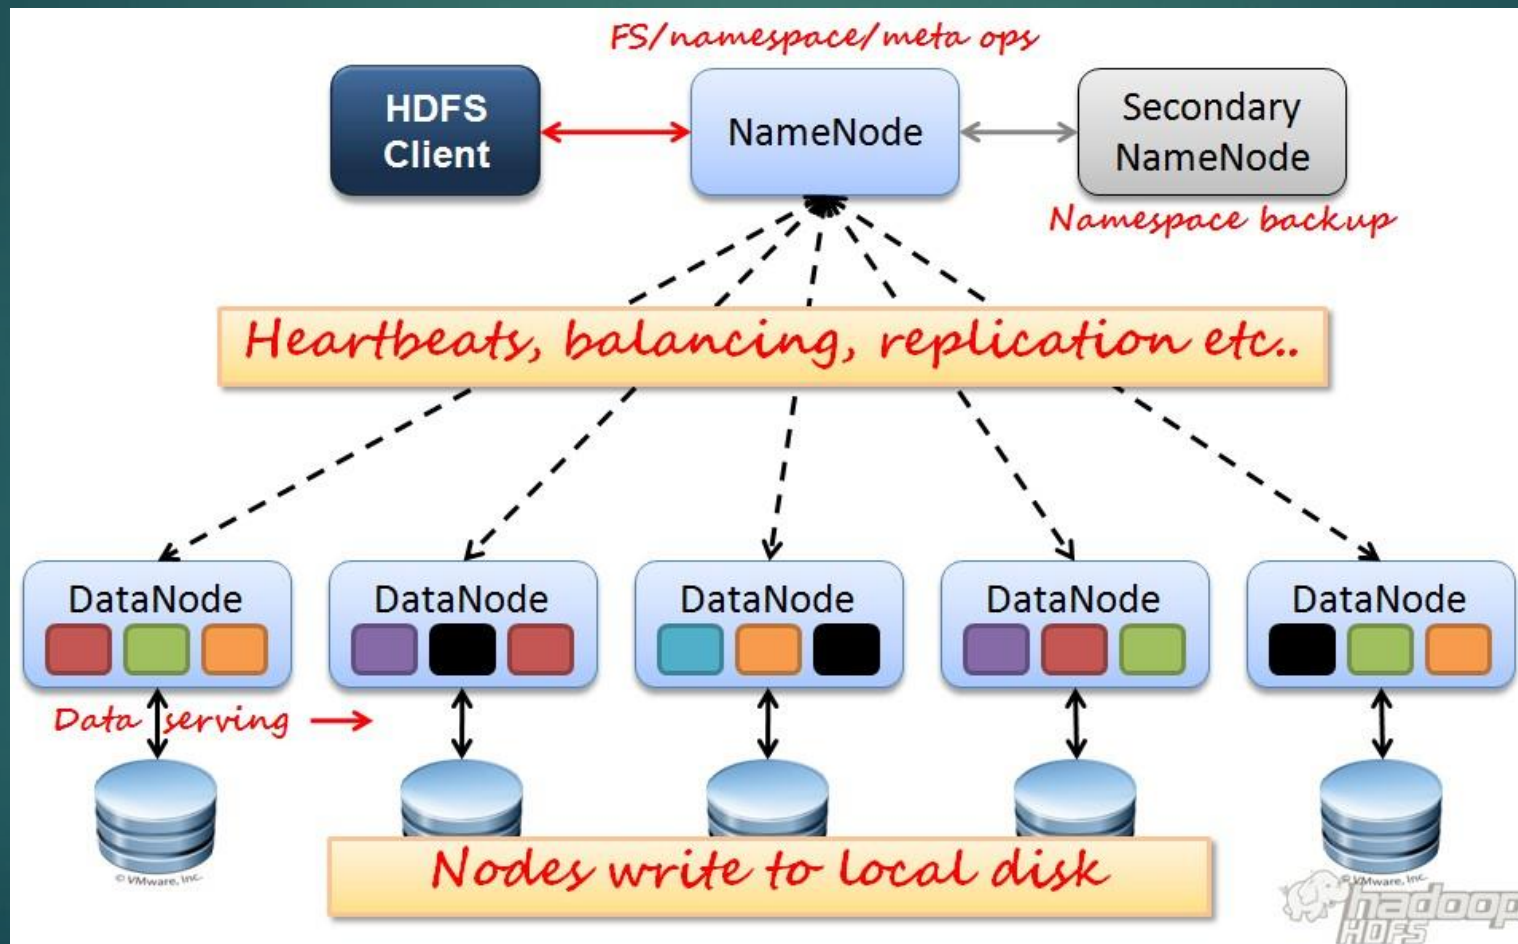 FS/namespace/meta ops
HDFS
Client
NameNode
Secondary
NameNode
Namespace backup
Heartbeats, balancing, replication etc..
DataNode
DataNode
DataNode
DataNode
DataNode
Data serving
Nodes write to local disk
© VMware, Inc.
© VMware, Inc.
hadoop
HDFS